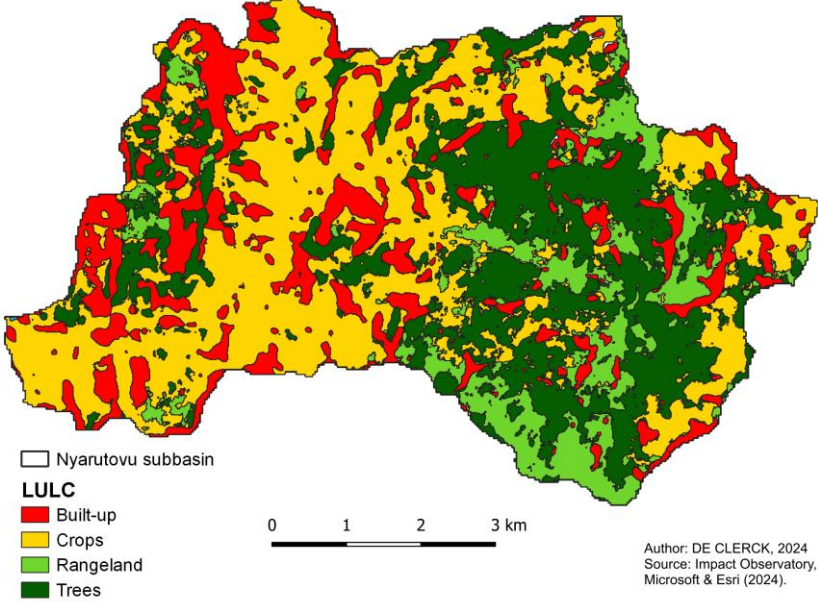 Nyarutovu subbasin
LULC
Built-up
Crops
Rangeland
Trees
0 1 2 3 km
Author: DE CLERCK, 2024
Source: Impact Observatory,
Microsoft & Esri (2024).